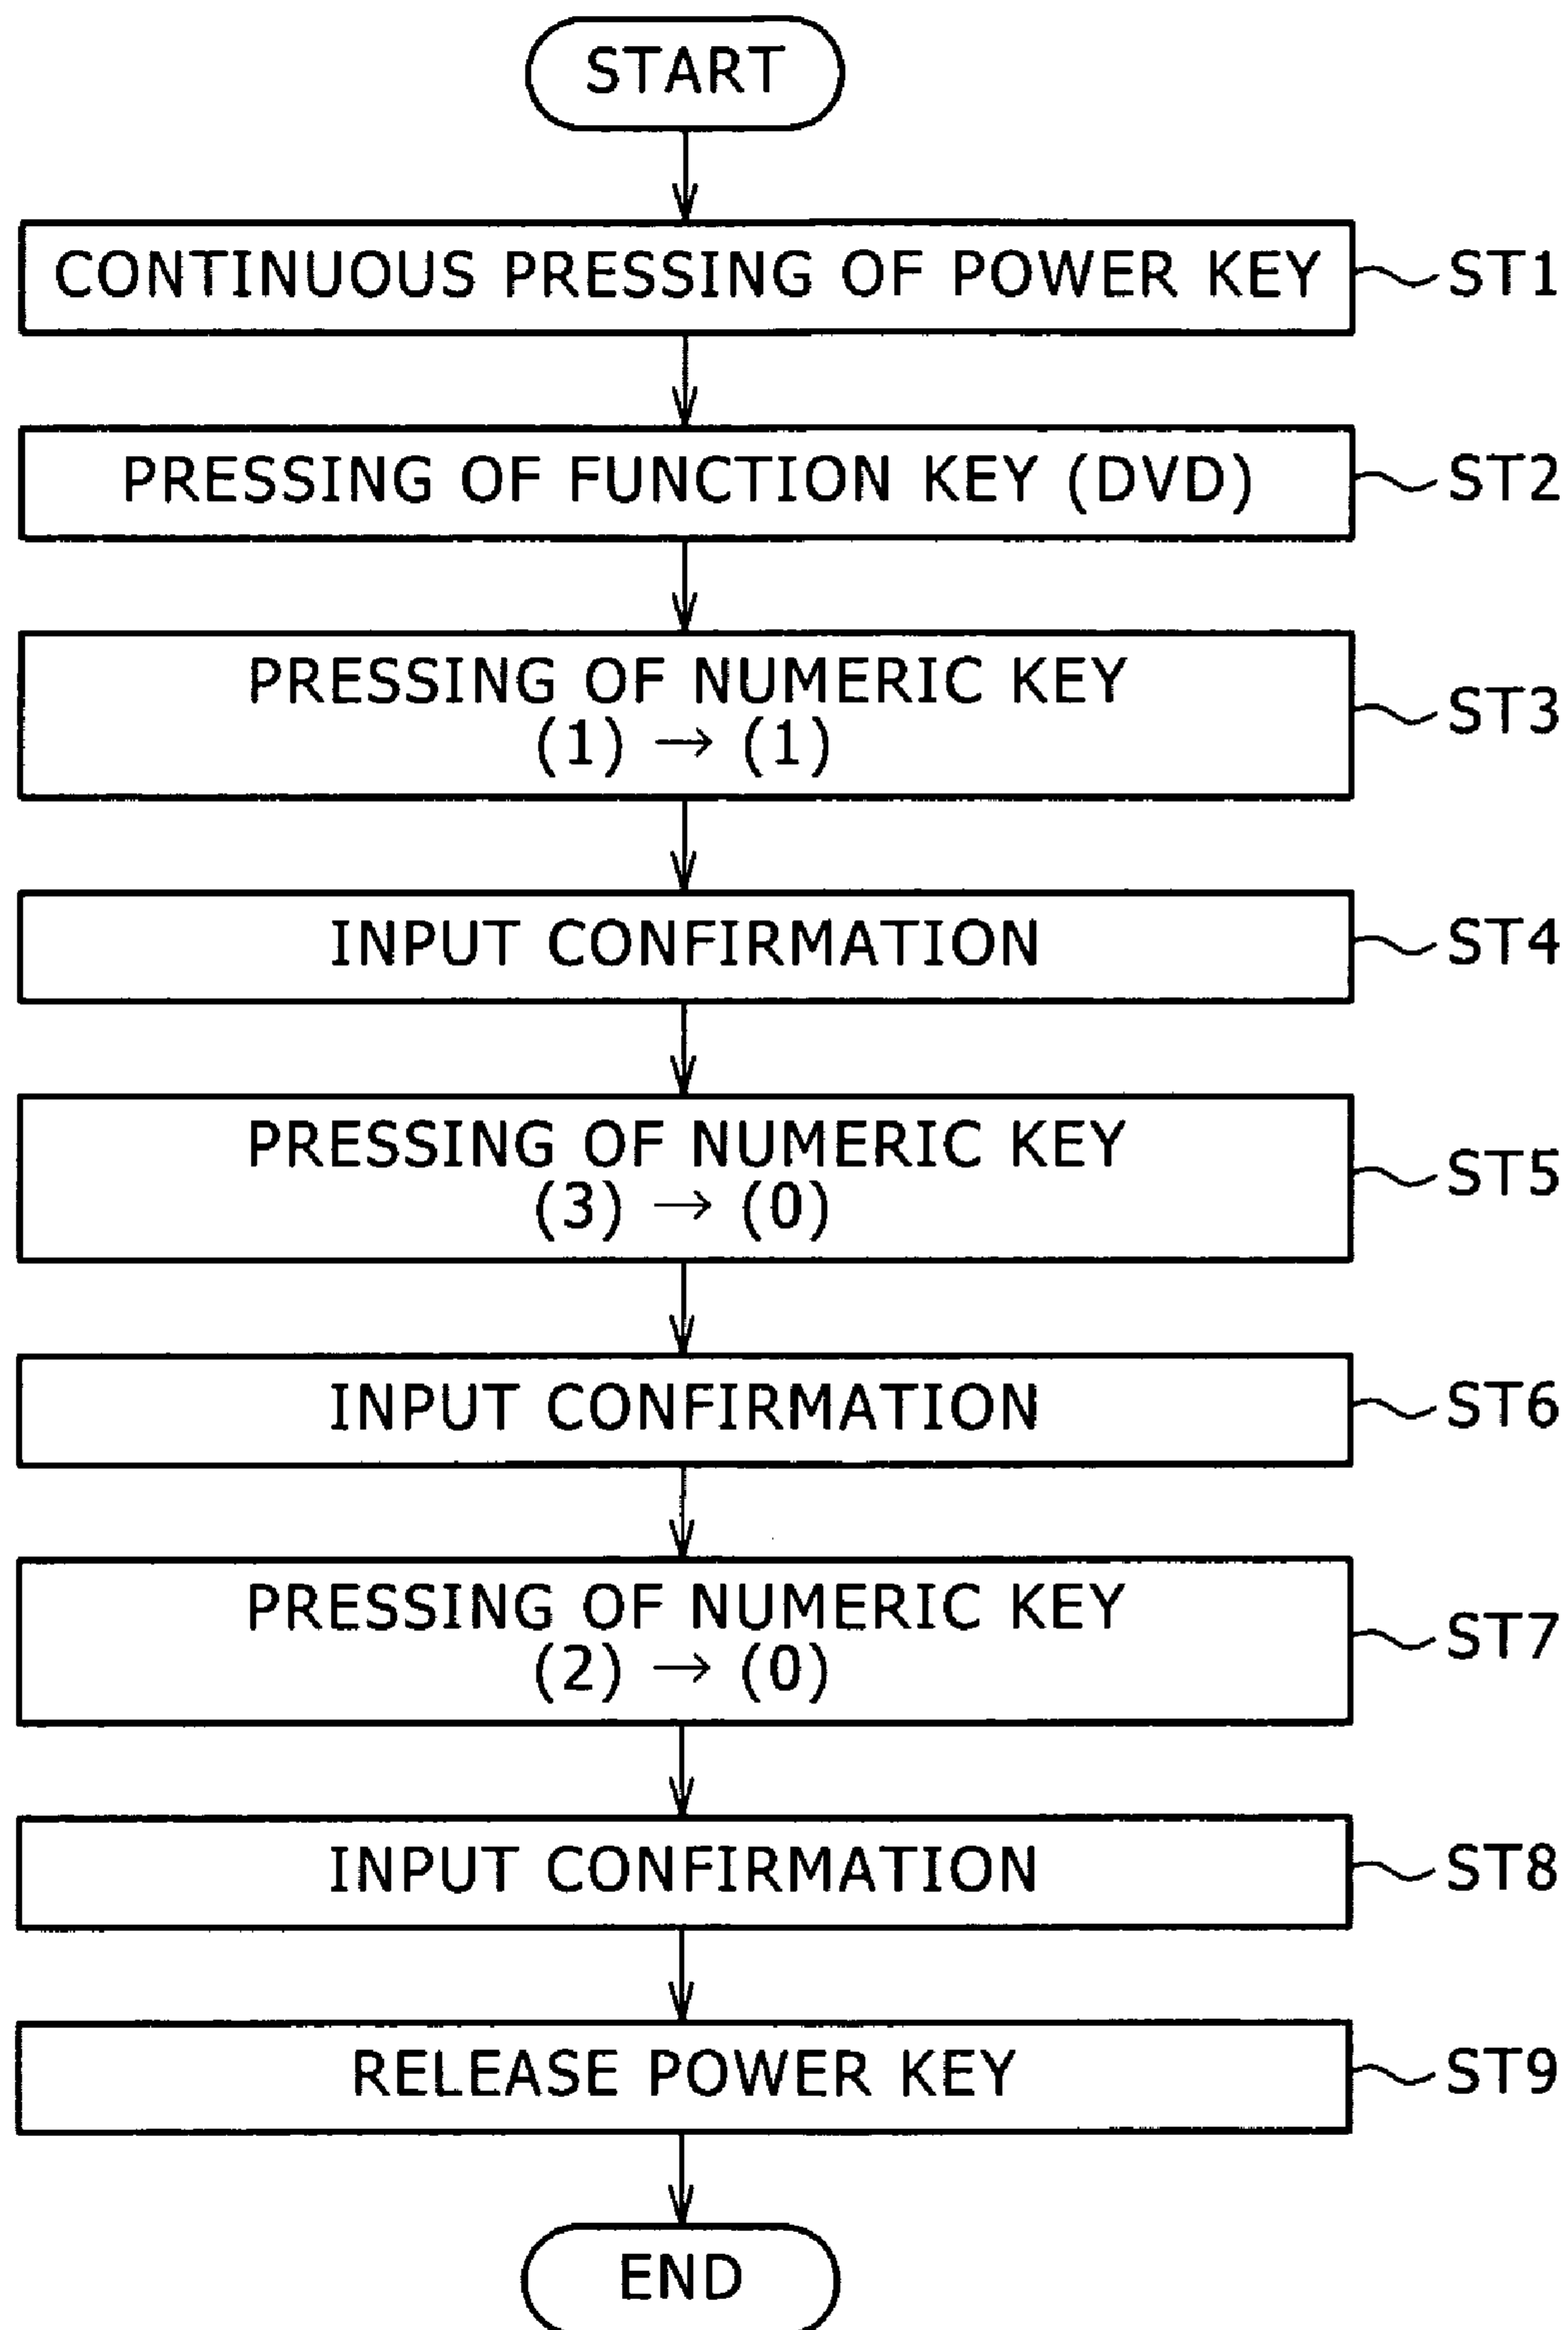 START
CONTINUOUS PRESSING OF POWER KEY ST1
PRESSING OF FUNCTION KEY (DVD) ST2
PRESSING OF NUMERIC KEY
(1) → (1)
ST3
INPUT CONFIRMATION ST4
PRESSING OF NUMERIC KEY
(3) → (0)
ST5
INPUT CONFIRMATION ST6
PRESSING OF NUMERIC KEY
(2) → (0)
ST7
INPUT CONFIRMATION ST8
RELEASE POWER KEY ST9
END